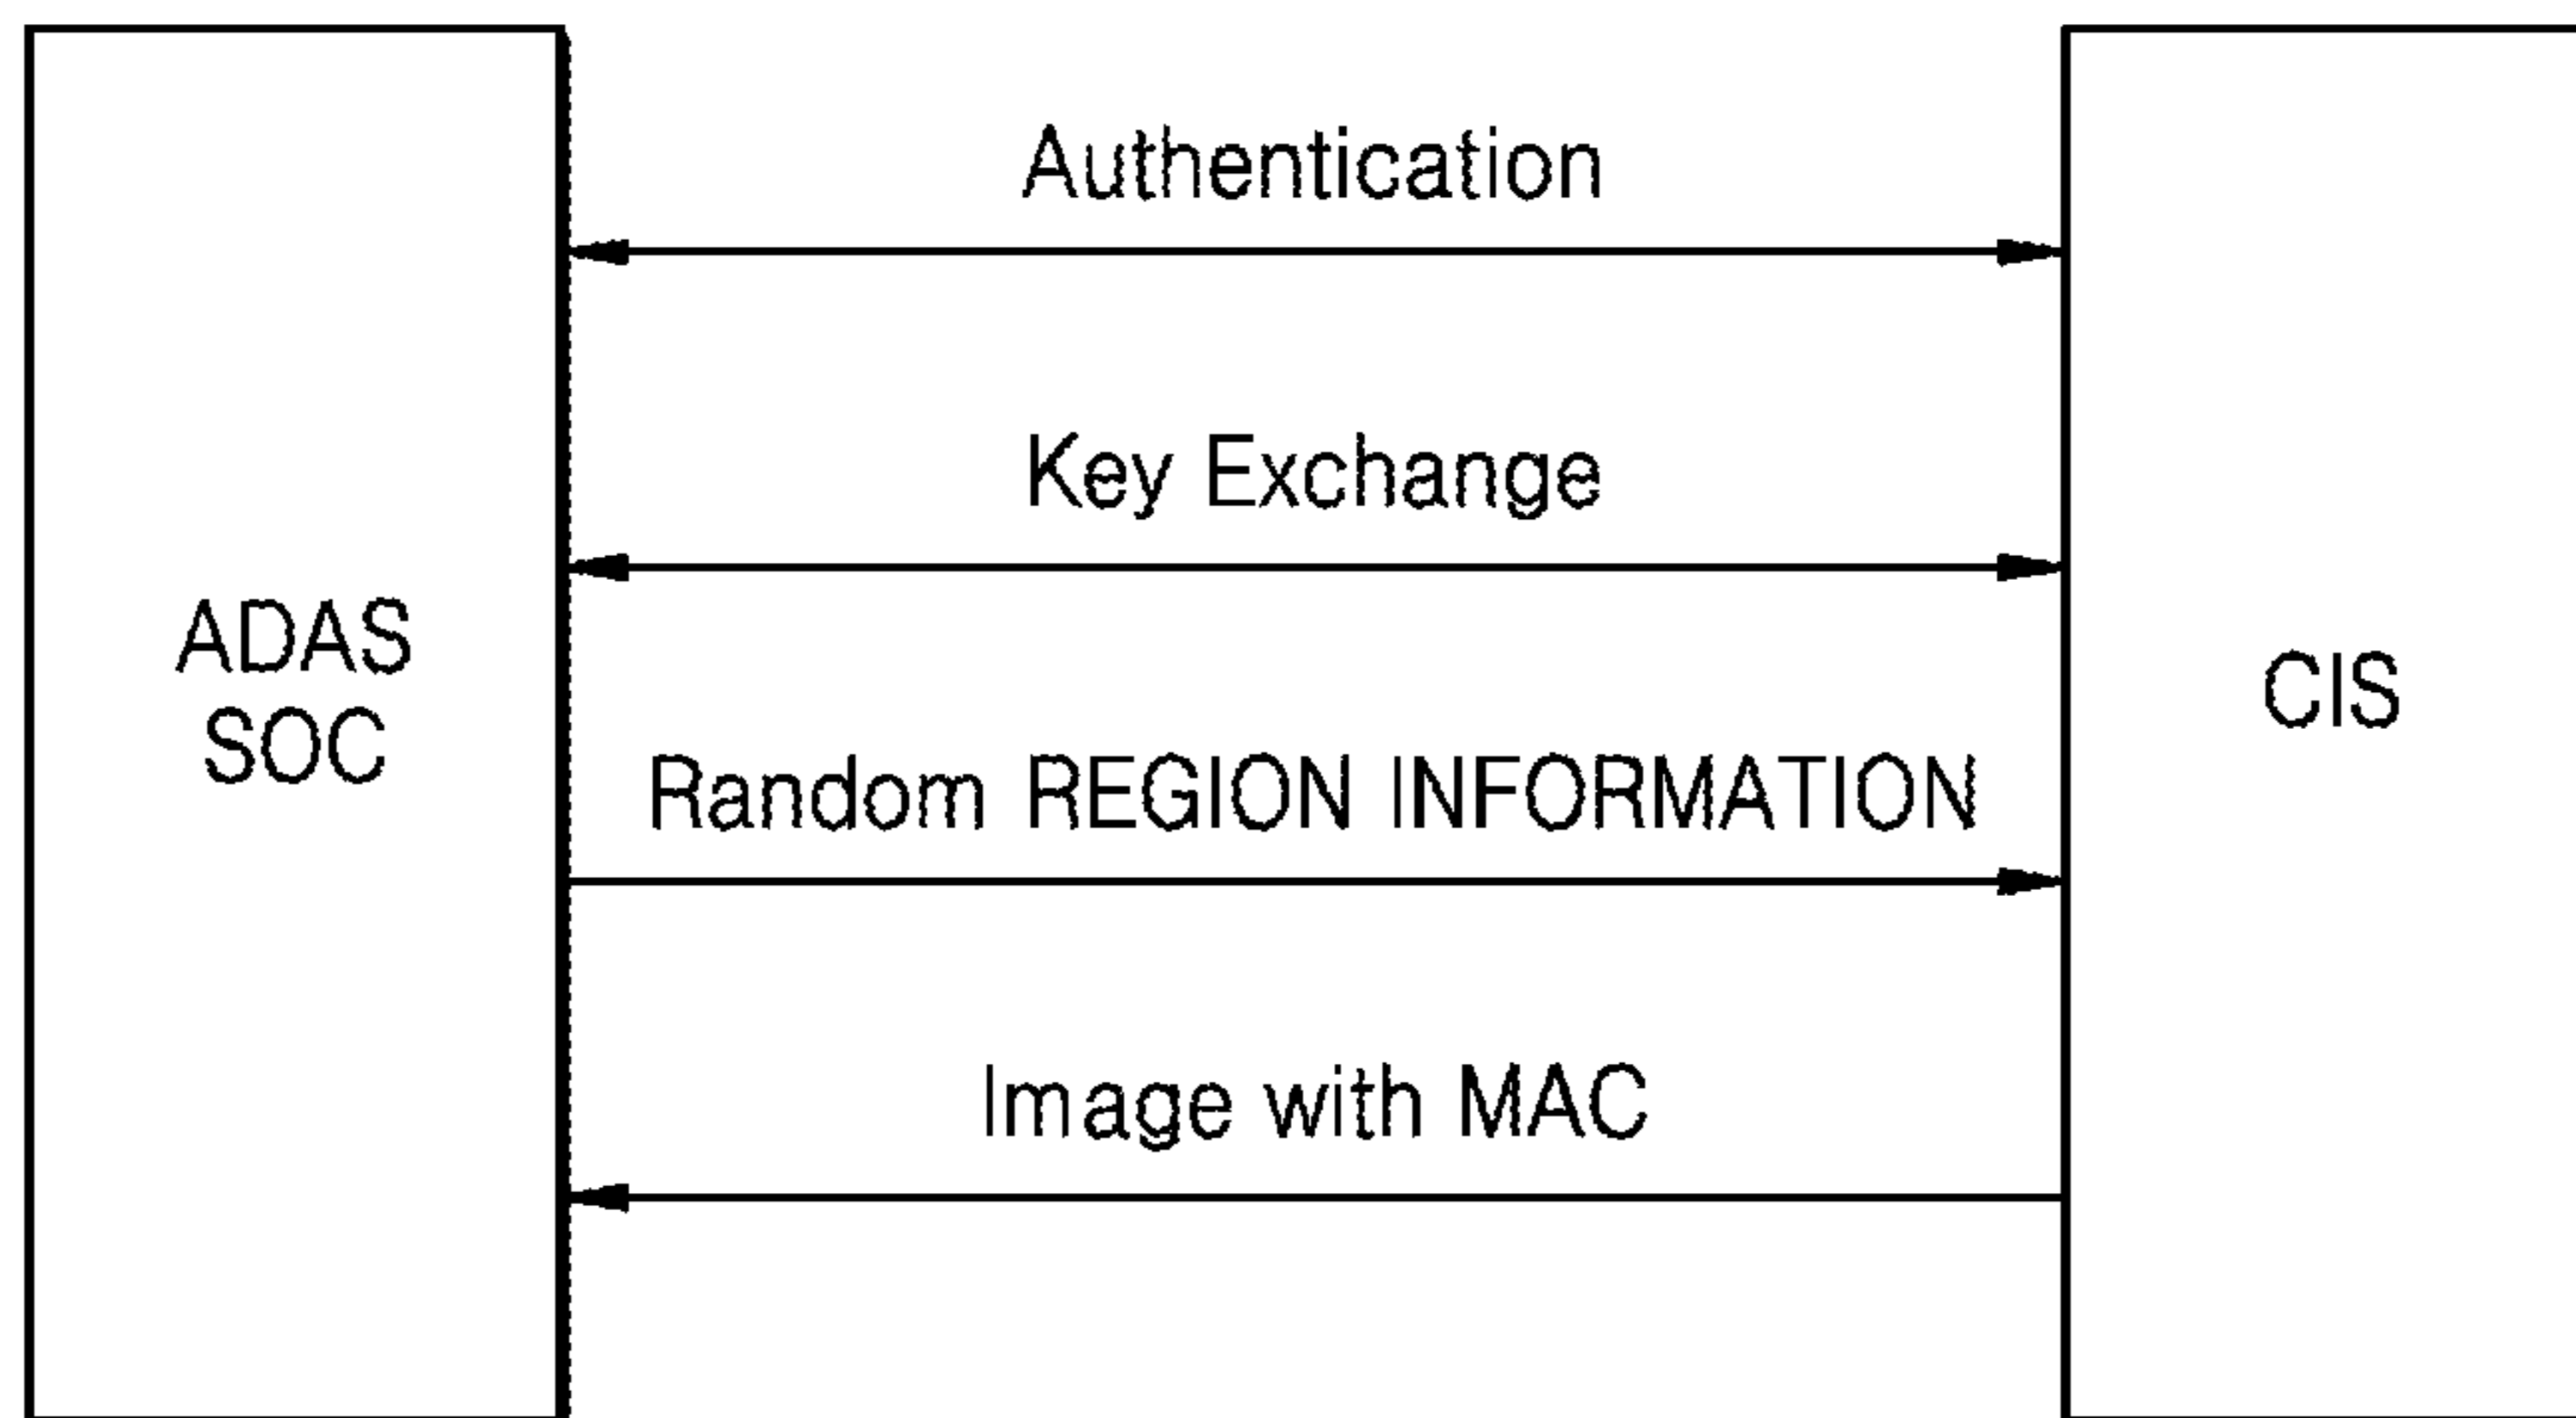 Authentication
Key Exchange
ADAS
SOC
CIS
Random REGION INFORMATION
Image with MAC